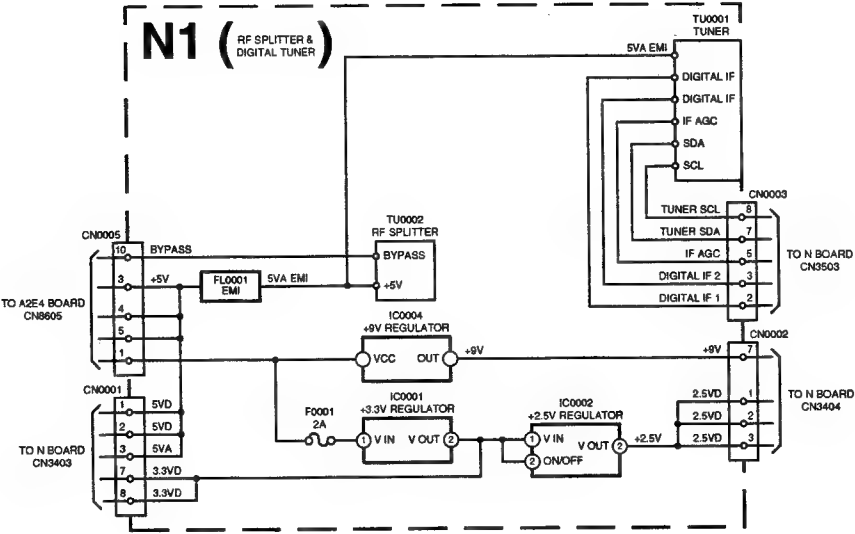 N1 ( RF SPLITTER &
DIGITAL TUNER )
TU0001
TUNER
5VA EMI
DIGITAL IF
DIGITAL IF
IF AGC
SDA
SCL
CN0003
TUNER SCL 8
TUNER SDA 7
IF AGC 5
DIGITAL IF 2 3
DIGITAL IF 1 2
TO N BOARD
CN3503
CN0005
10 BYPASS
3 +5V
4
5
1
TO A2E4 BOARD
CN8605
FL0001
EMI
5VA EMI
TU0002
RF SPLITTER
BYPASS
+5V
IC0004
+9V REGULATOR
VCC OUT
+9V
CN0002
+9V 7
2.5VD 1
2.5VD 2
2.5VD 3
TO N BOARD
CN3404
CN0001
1 5VD
2 5VD
3 5VA
7 3.3VD
8 3.3VD
TO N BOARD
CN3403
F0001
2A
IC0001
+3.3V REGULATOR
1 V IN V OUT 2
IC0002
+2.5V REGULATOR
1 V IN
V OUT 2
2 ON/OFF
+2.5V